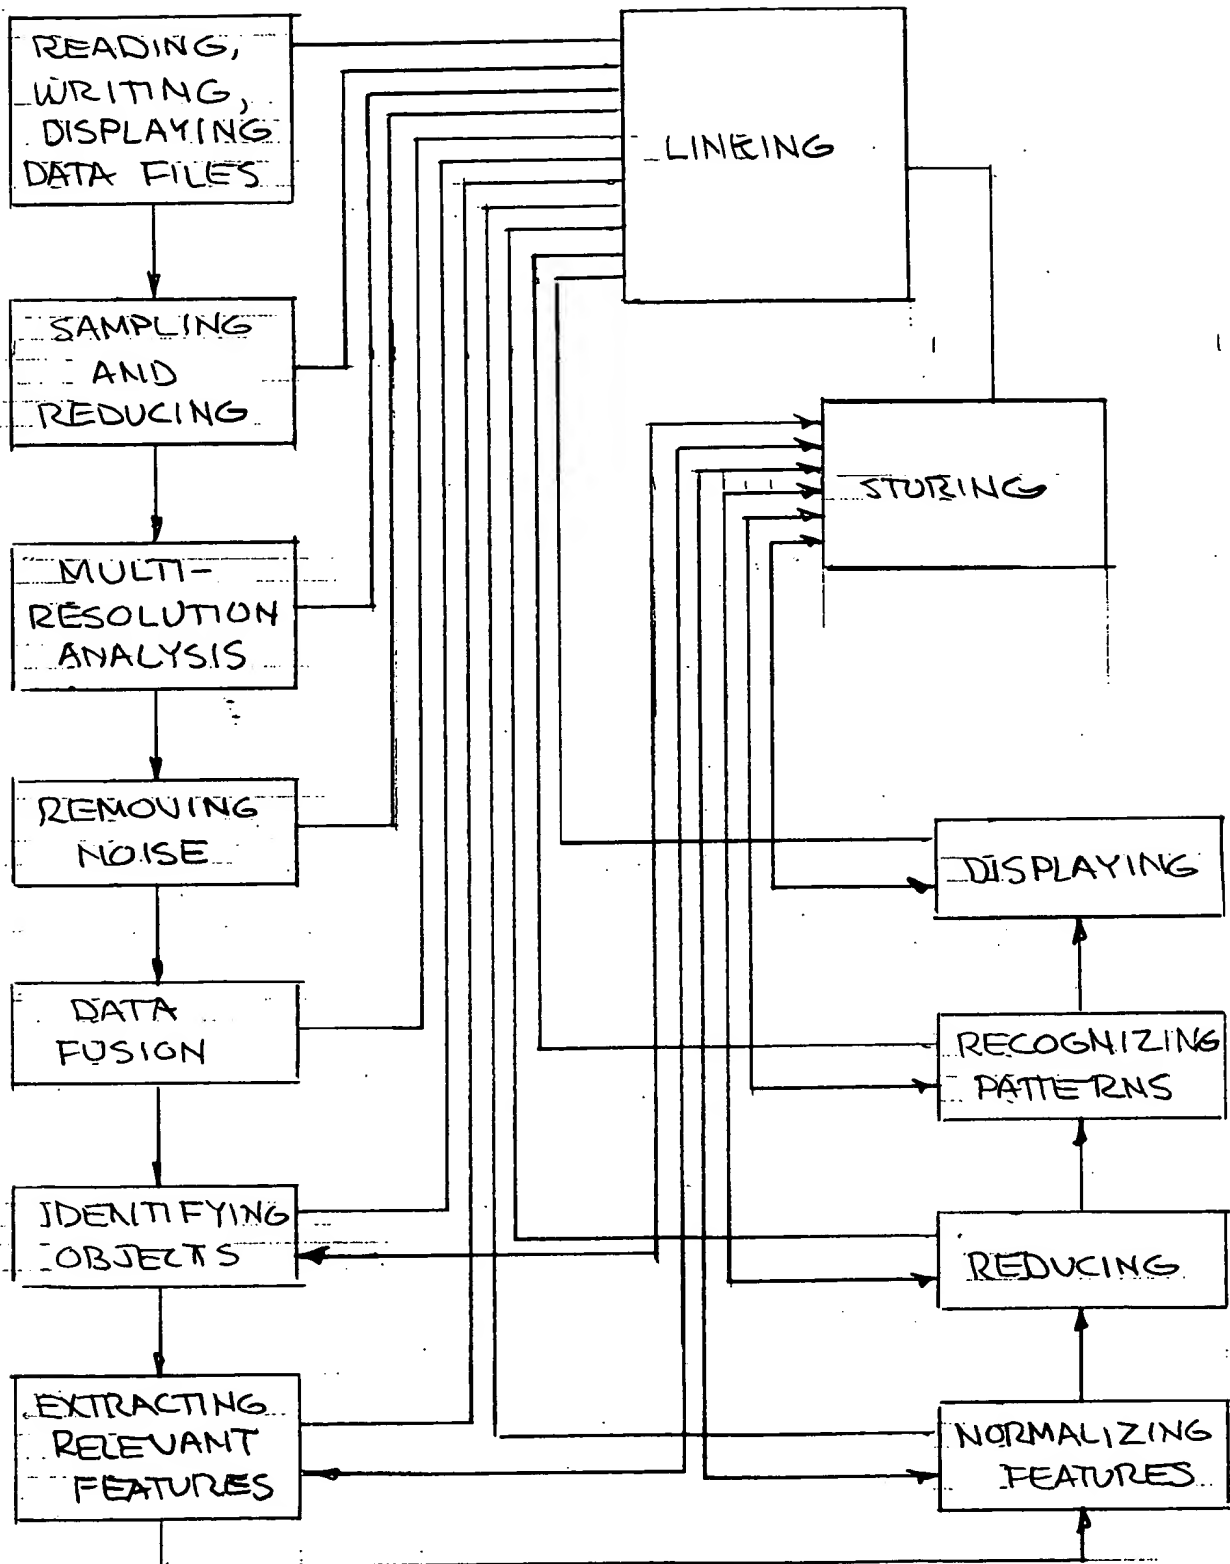 READING,
WRITING,
DISPLAYING
DATA FILES
SAMPLING
AND
REDUCING
MULTI-
RESOLUTION
ANALYSIS
REMOVING
NOISE
DATA
FUSION
IDENTIFYING
OBJECTS
EXTRACTING
RELEVANT
FEATURES
LINKING
STORING
DISPLAYING
RECOGNIZING
PATTERNS
REDUCING
NORMALIZING
FEATURES